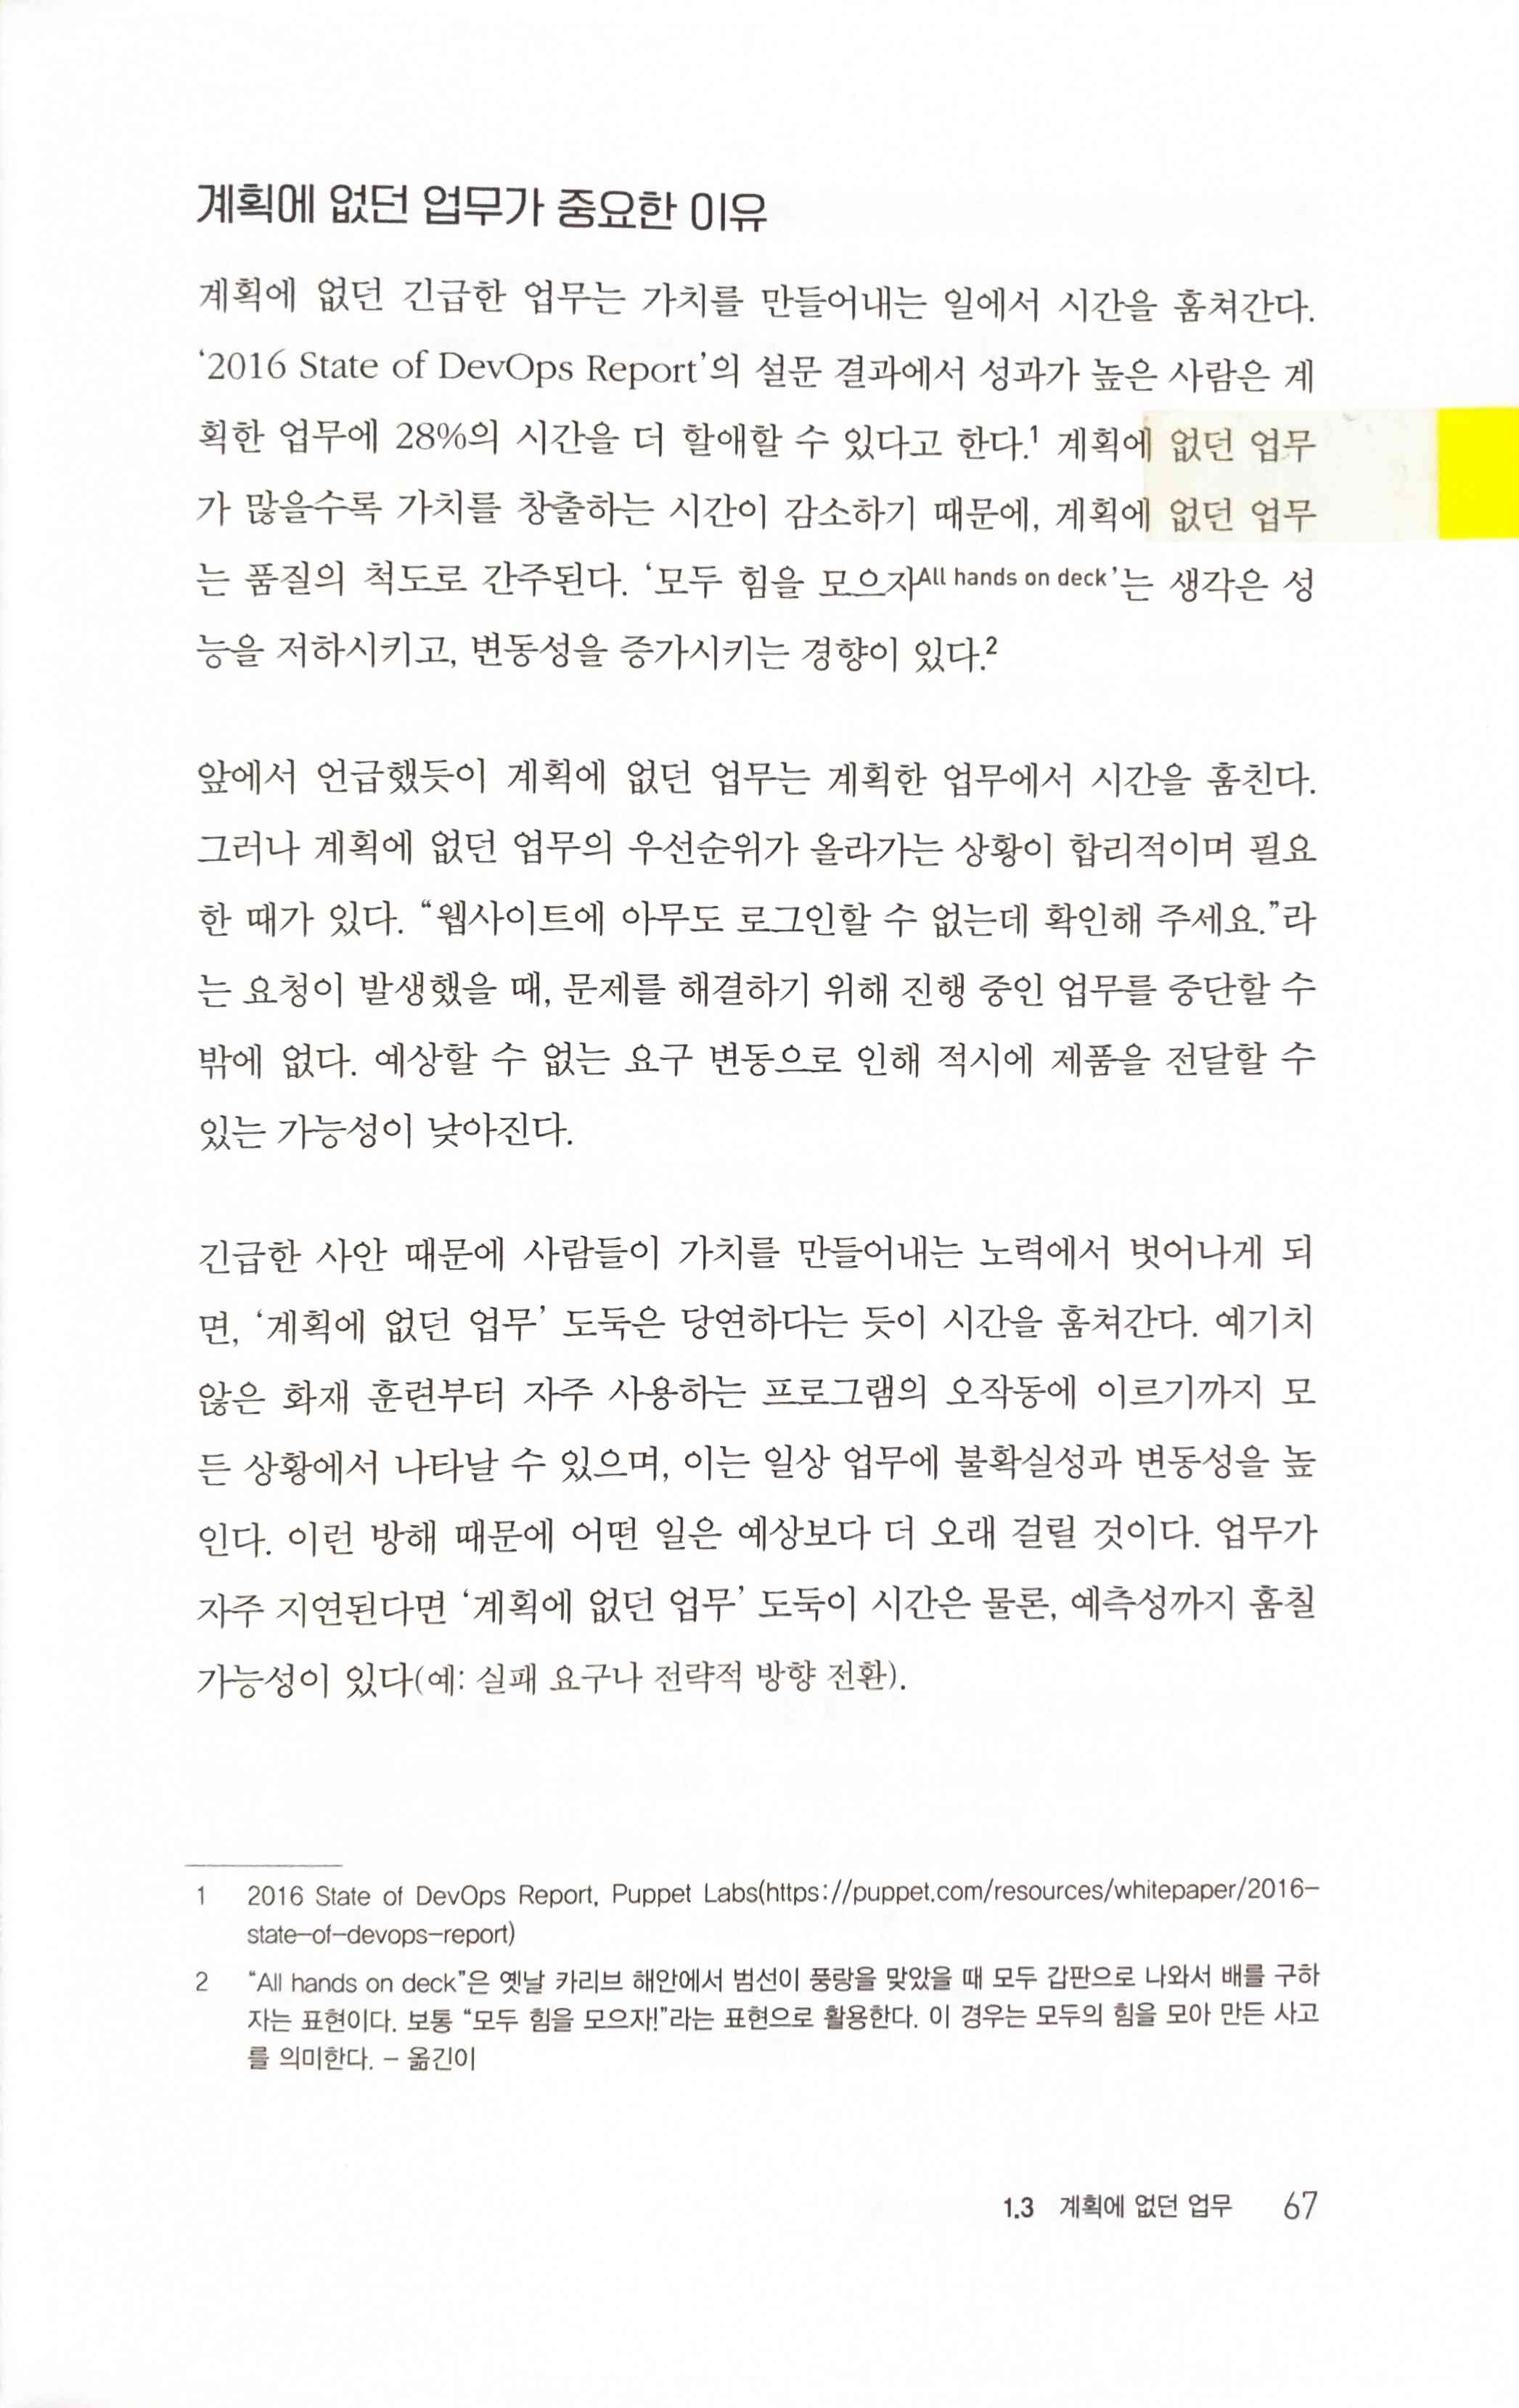 계획에 없던 업무가 중요한 이유
계획에 없던 긴급한 업무는 가치를 만들어내는 일에서 시간을 훔쳐간다.
‘2016 State of DevOps Report’의 설문 결과에서 성과가 높은 사람은 계
획한 업무에 28%의 시간을 더 할애할 수 있다고 한다.1 계획에 없던 업무
가 많을수록 가치를 창출하는 시간이 감소하기 때문에, 계획에 없던 업무
는 품질의 척도로 간주된다. ‘모두 힘을 모으자All hands on deck’는 생각은 성
능을 저하시키고, 변동성을 증가시키는 경향이 있다.2
앞에서 언급했듯이 계획에 없던 업무는 계획한 업무에서 시간을 훔친다.
그러나 계획에 없던 업무의 우선순위가 올라가는 상황이 합리적이며 필요
한 때가 있다. “웹사이트에 아무도 로그인할 수 없는데 확인해 주세요.”라
는 요청이 발생했을 때, 문제를 해결하기 위해 진행 중인 업무를 중단할 수
밖에 없다. 예상할 수 없는 요구 변동으로 인해 적시에 제품을 전달할 수
있는 가능성이 낮아진다.
긴급한 사안 때문에 사람들이 가치를 만들어내는 노력에서 벗어나게 되
면, ‘계획에 없던 업무’ 도둑은 당연하다는 듯이 시간을 훔쳐간다. 예기치
않은 화재 훈련부터 자주 사용하는 프로그램의 오작동에 이르기까지 모
든 상황에서 나타날 수 있으며, 이는 일상 업무에 불확실성과 변동성을 높
인다. 이런 방해 때문에 어떤 일은 예상보다 더 오래 걸릴 것이다. 업무가
자주 지연된다면 ‘계획에 없던 업무’ 도둑이 시간은 물론, 예측성까지 훔칠
가능성이 있다(예: 실패 요구나 전략적 방향 전환).
1 2016 State of DevOps Report, Puppet Labs(https://puppet.com/resources/whitepaper/2016-
state-of-devops-report)
2 “All hands on deck”은 옛날 카리브 해안에서 범선이 풍랑을 맞았을 때 모두 갑판으로 나와서 배를 구하
자는 표현이다. 보통 “모두 힘을 모으자!”라는 표현으로 활용한다. 이 경우는 모두의 힘을 모아 만든 사고
를 의미한다. – 옮긴이
1.3 계획에 없던 업무 67